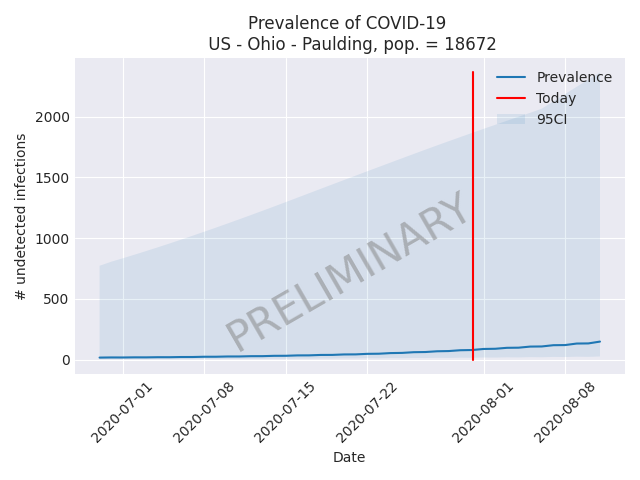 Prevalence of COVID-19
US - Ohio - Paulding, pop. = 18672
Prevalence
Today
95CI
2000
1500
1000
500
0
# undetected infections
PRELIMINARY
2020-07-01
2020-07-08
2020-07-15
2020-07-22
2020-08-01
2020-08-08
Date